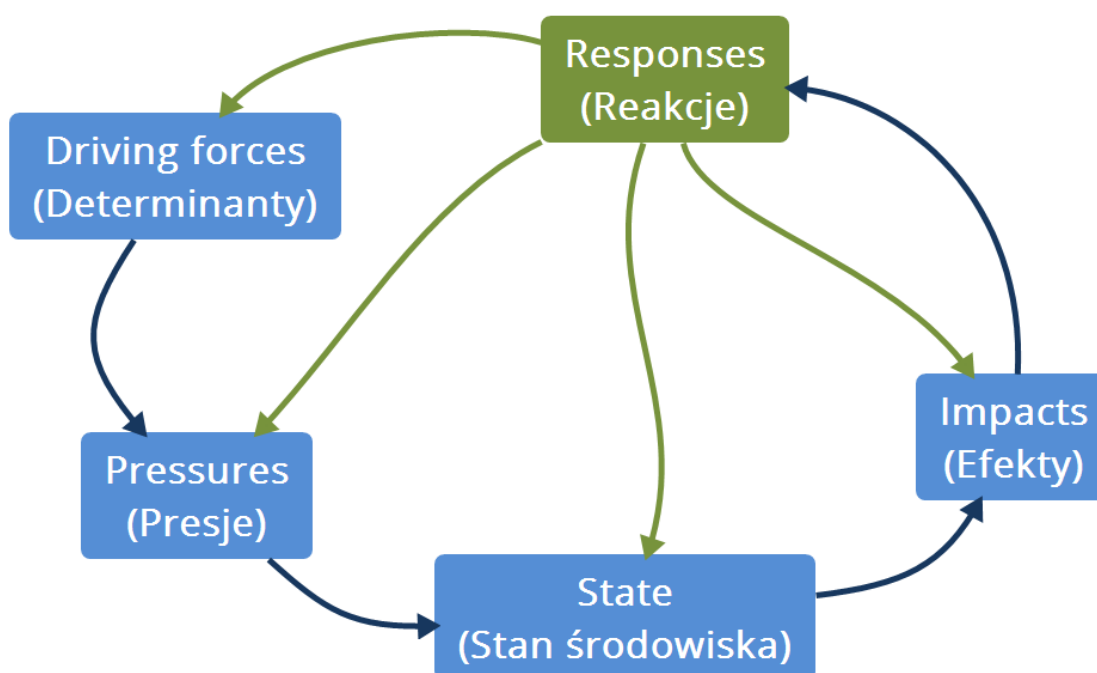 Responses
(Reakcje)
Driving forces
(Determinanty)
Pressures
(Presje)
State
(Stan środowiska)
Impacts
(Efekty)